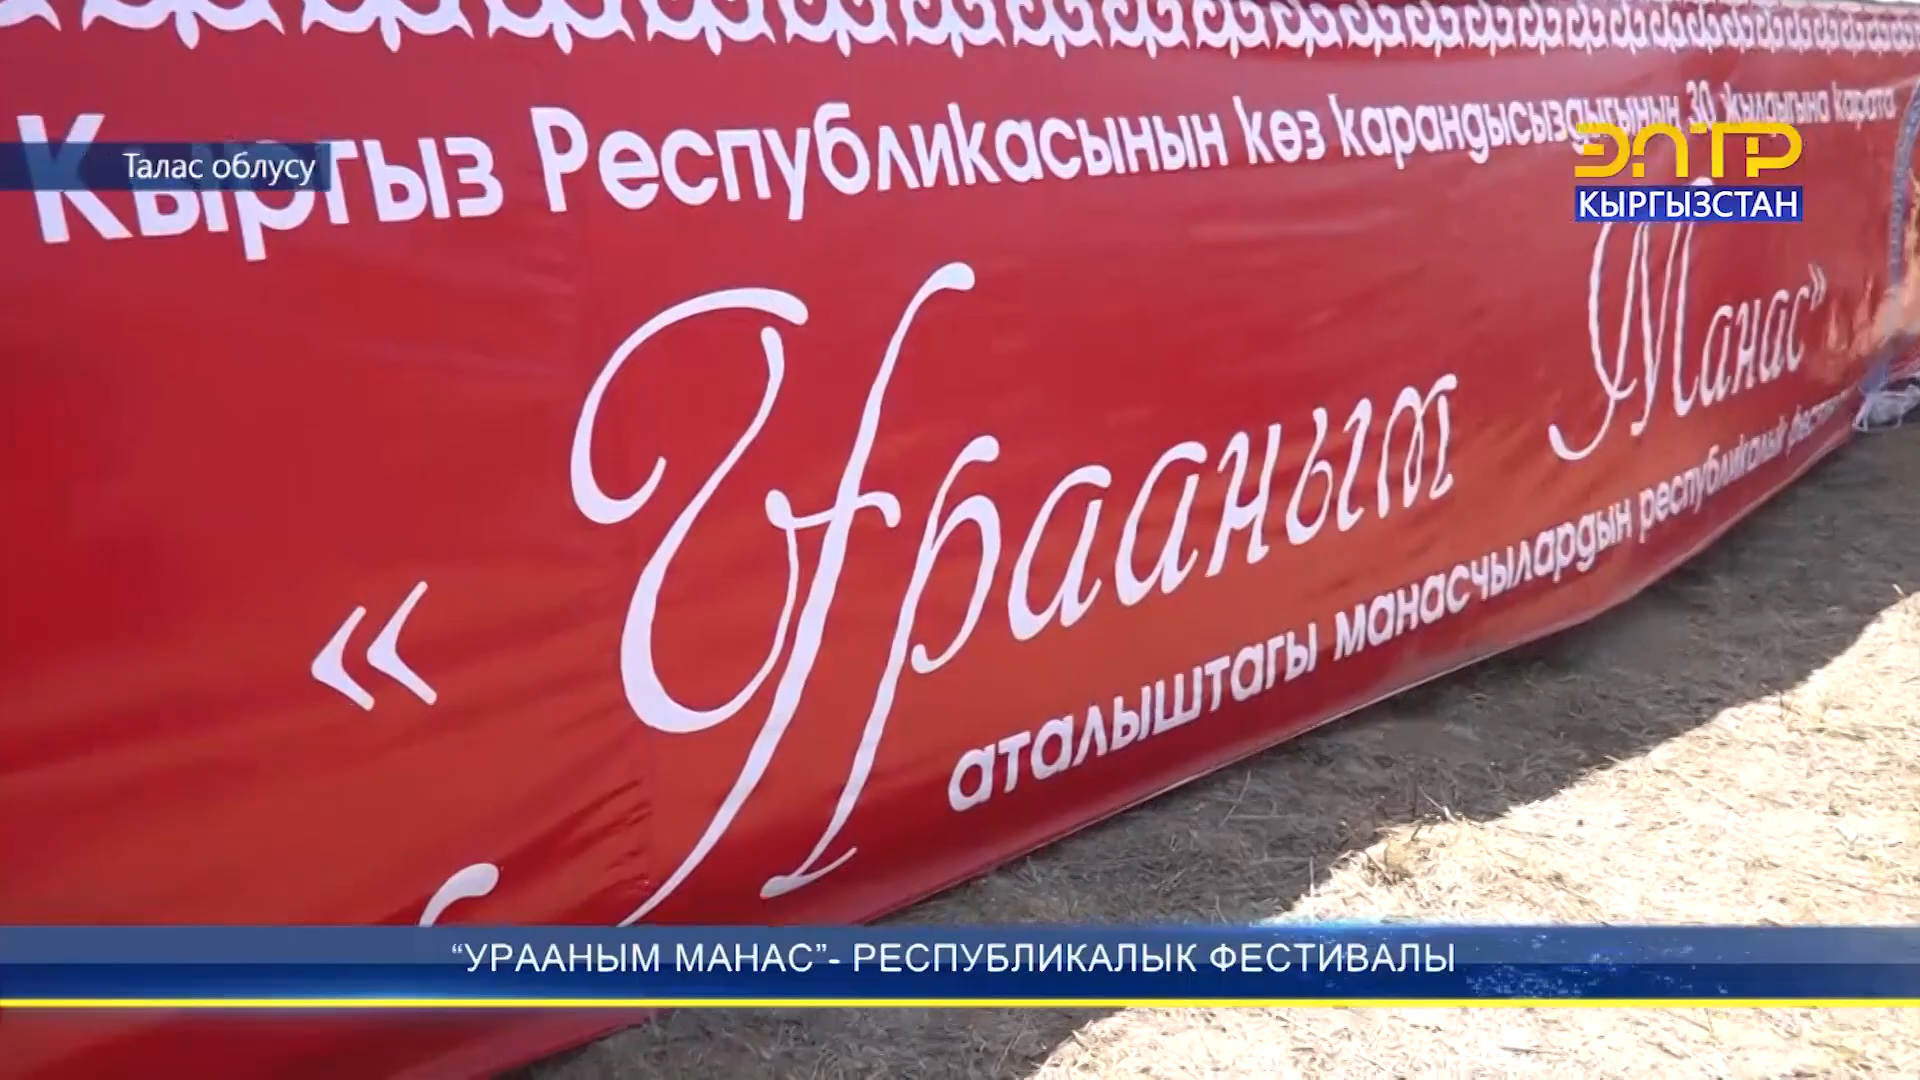 Кыргыз Республикасынын көз карандысыздыгынын 30 жылдыгына карата
Талас облусу
ЭЛТР
КЫРГЫЗСТАН
«Ураным Манас»
аталыштагы манасчылардын республикалык
“УРААНЫМ МАНАС”- РЕСПУБЛИКАЛЫК ФЕСТИВАЛЫ